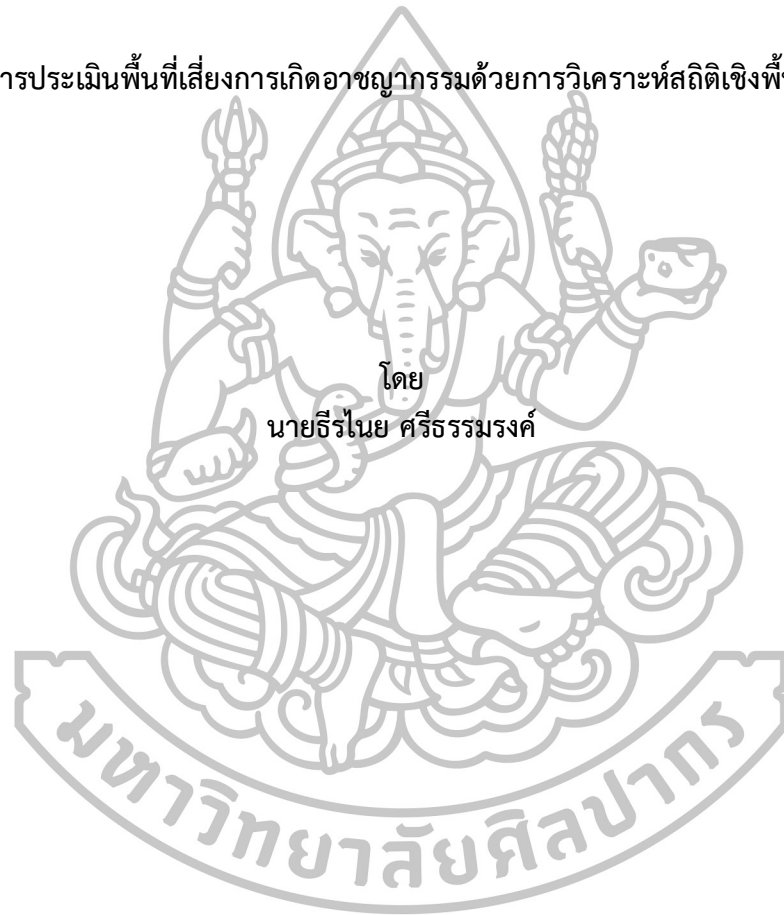 ารประเมินพื้นที่เสี่ยงการเกิดอาชญากรรมด้วยการวิเคราะห์สถิติเชิงพื้
โดย
นายธีรไนย ศรีธรรมรงค์
มหาวิทยาลัยศิลปากร